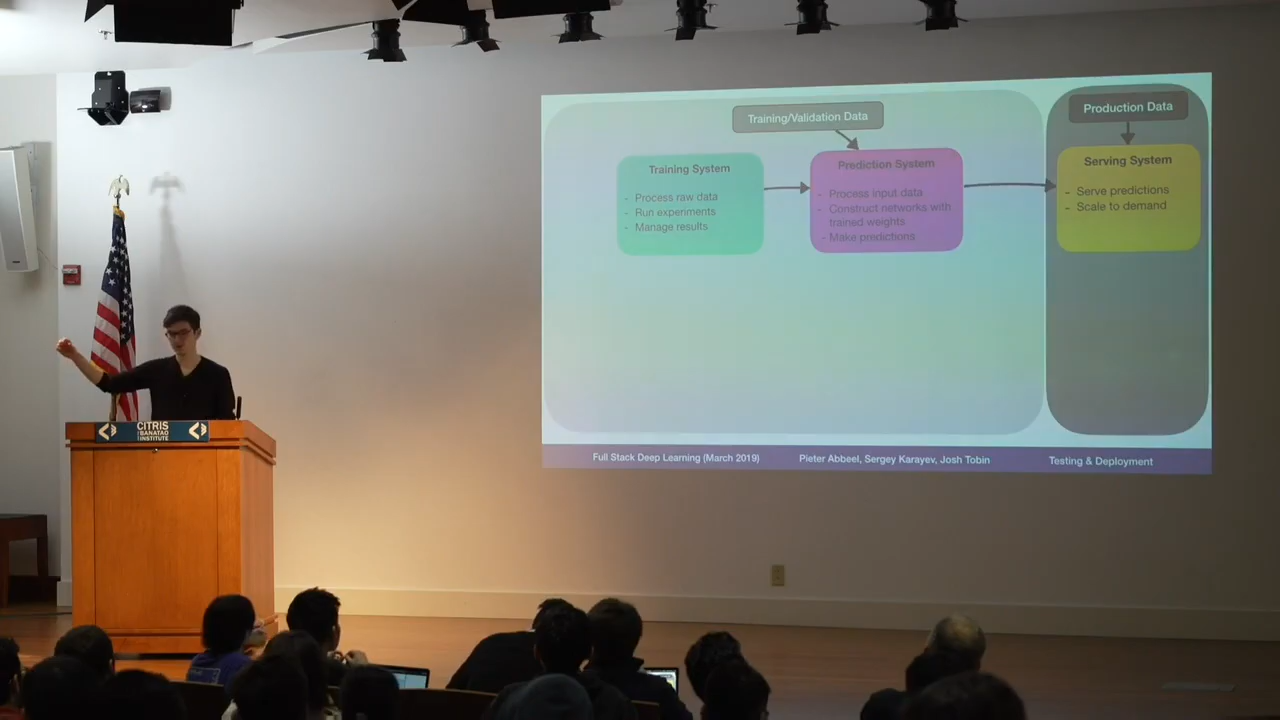 Training/Validation Data
Production Data
Training System
- Process raw data
- Run experiments
- Manage results
Prediction System
- Process input data
- Construct networks with
trained weights
- Make predictions
Serving System
- Serve predictions
- Scale to demand
Full Stack Deep Learning (March 2019)
Pieter Abbeel, Sergey Karayev, Josh Tobin
Testing & Deployment
CITRIS
BANATAO
INSTITUTE